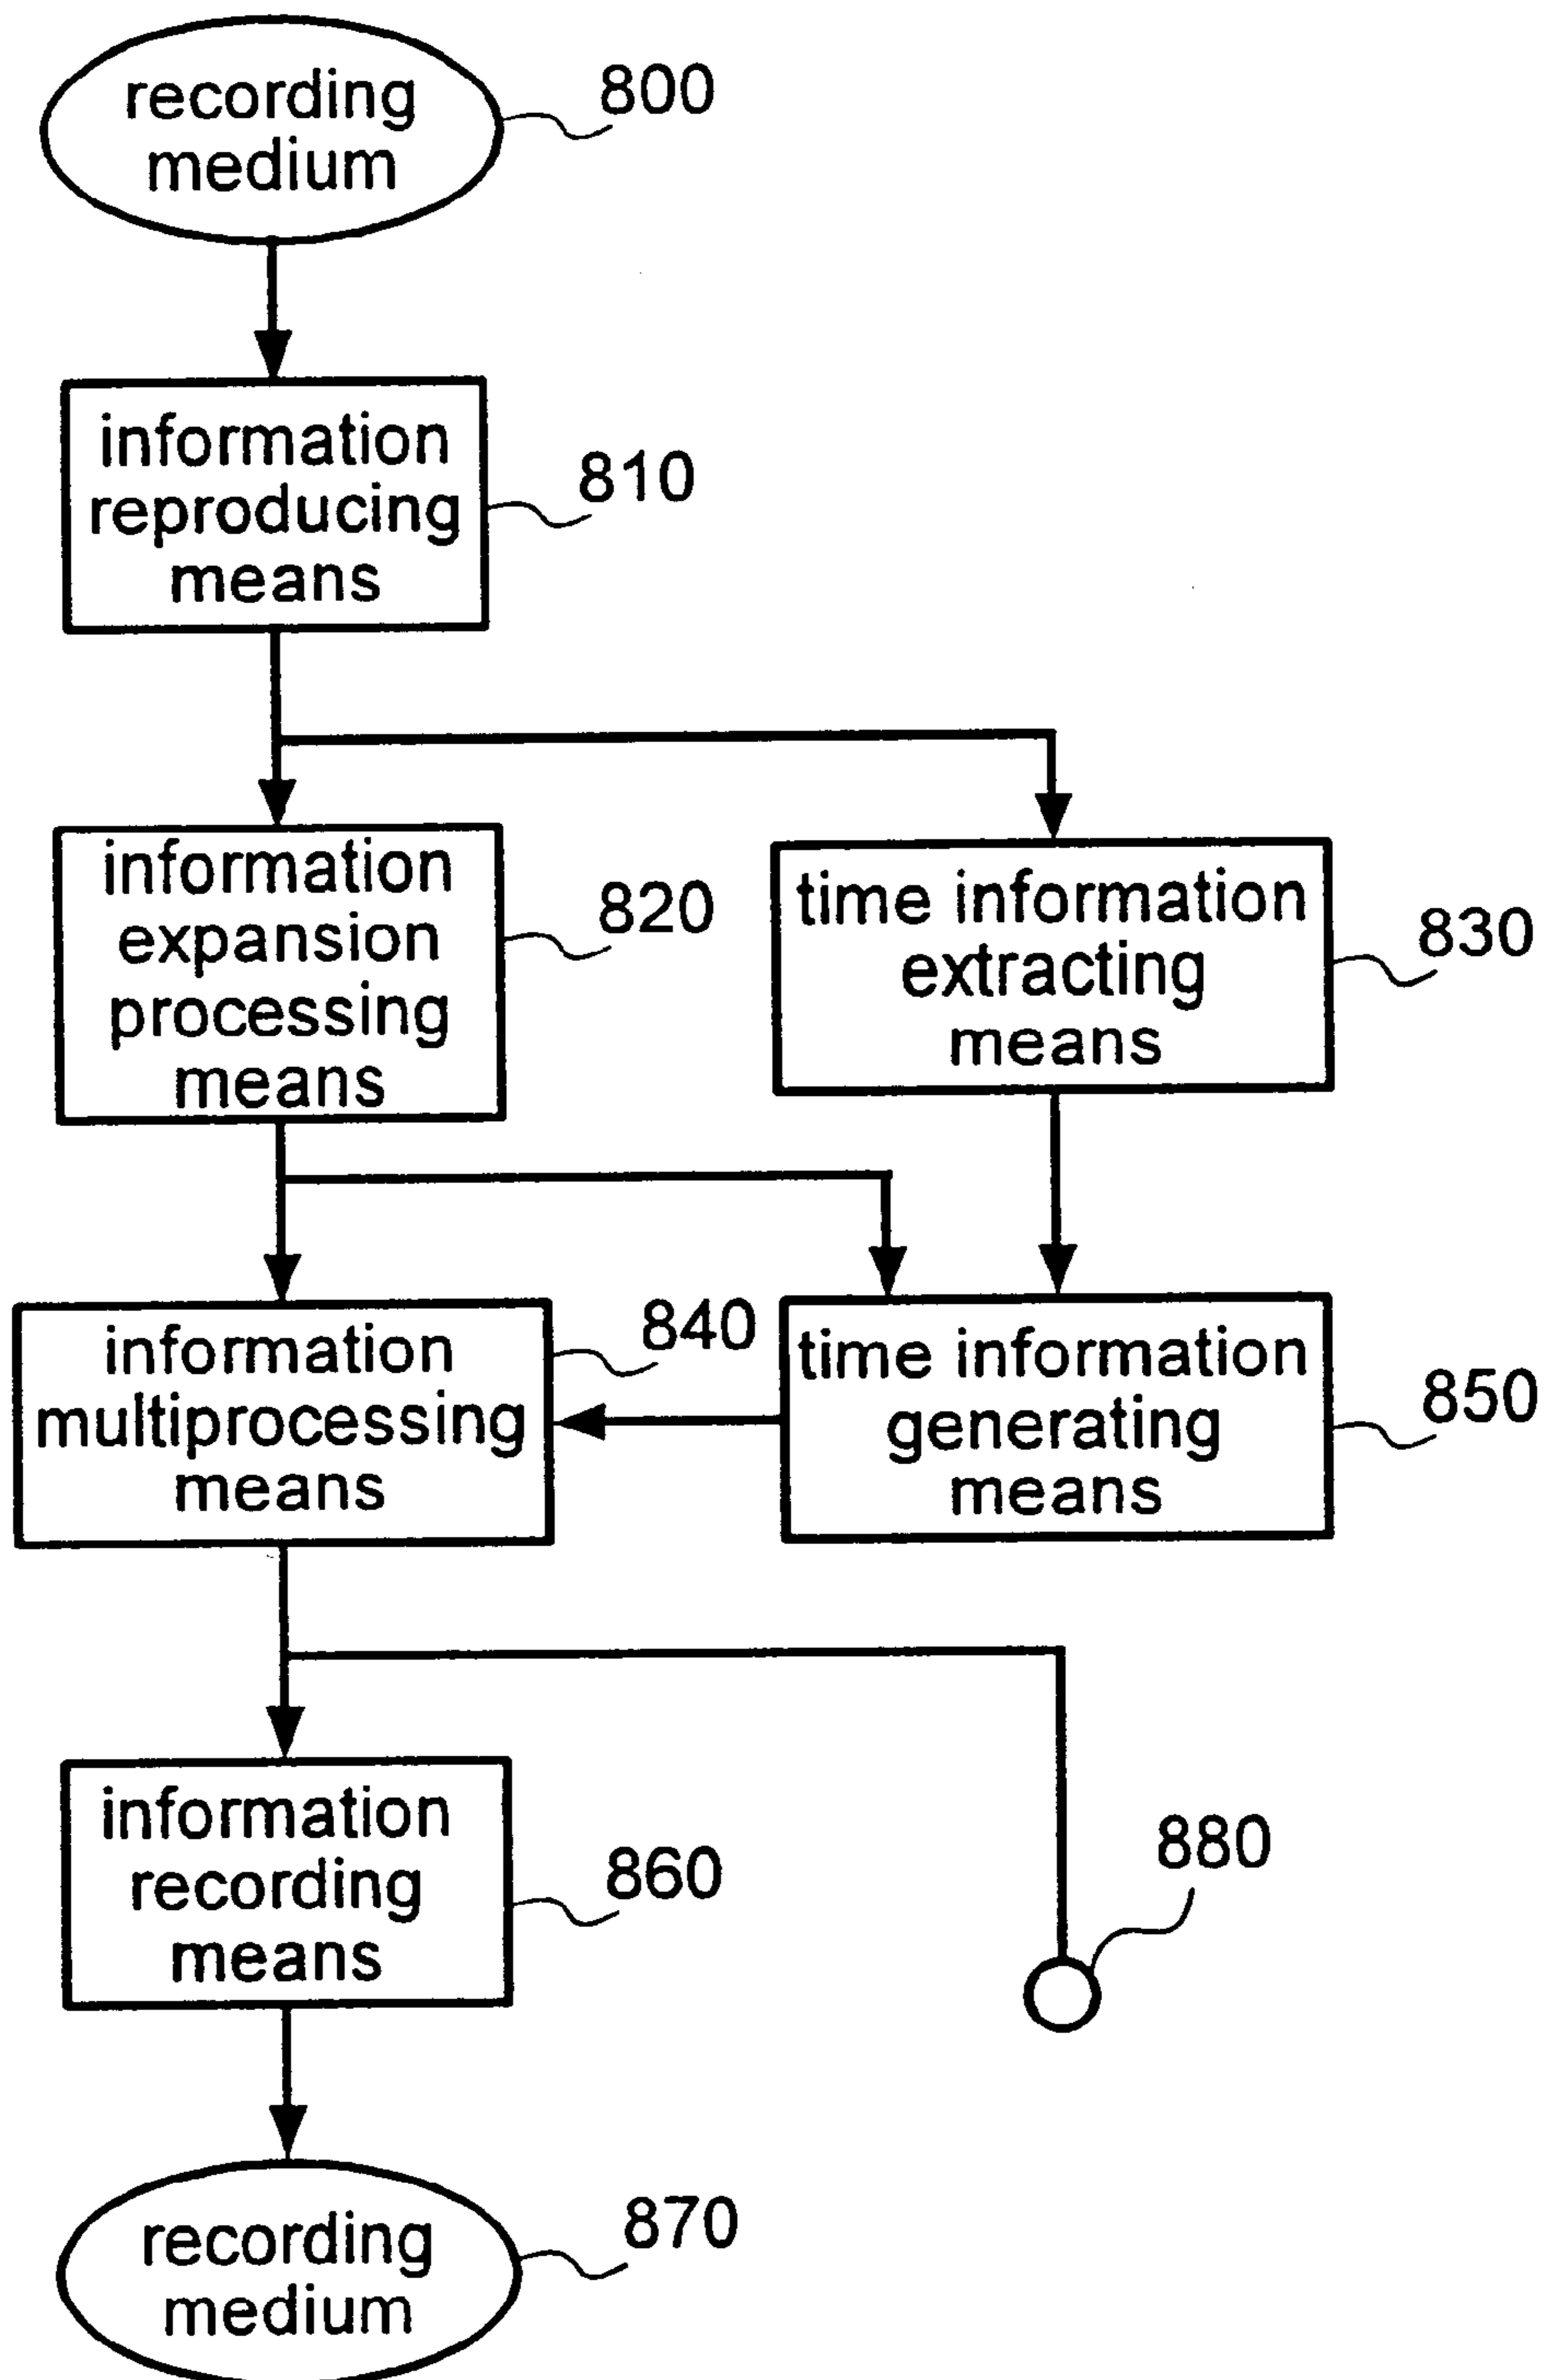 recording
medium
800
information
reproducing
means
810
information
expansion
processing
means
820
time information
extracting
means
830
information
multiprocessing
means
840
time information
generating
means
850
information
recording
means
860
880
recording
medium
870